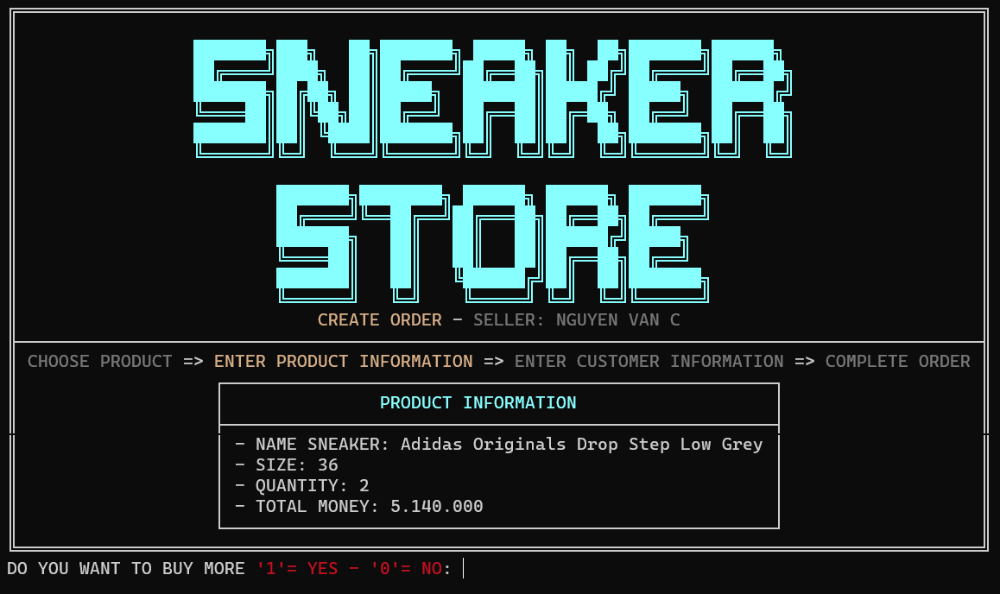 SNEAKER
STORE
CREATE ORDER - SELLER: NGUYEN VAN C
CHOOSE PRODUCT => ENTER PRODUCT INFORMATION => ENTER CUSTOMER INFORMATION => COMPLETE ORDER
PRODUCT INFORMATION
- NAME SNEAKER: Adidas Originals Drop Step Low Grey
- SIZE: 36
- QUANTITY: 2
- TOTAL MONEY: 5.140.000
DO YOU WANT TO BUY MORE '1'= YES - '0'= NO: